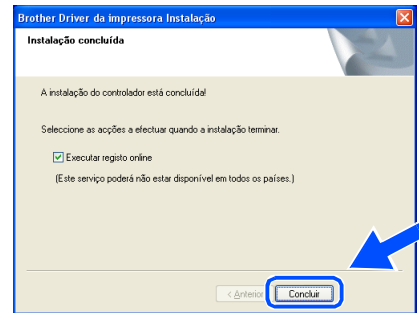 Brother Driver da impressora Instalação
Instalação concluída
A instalação do controlador está concluída!
Seleccione as acções a efectuar quando a instalação terminar.
Executar registo online
(Este serviço poderá não estar disponível em todos os países.)
< Anterior Concluir